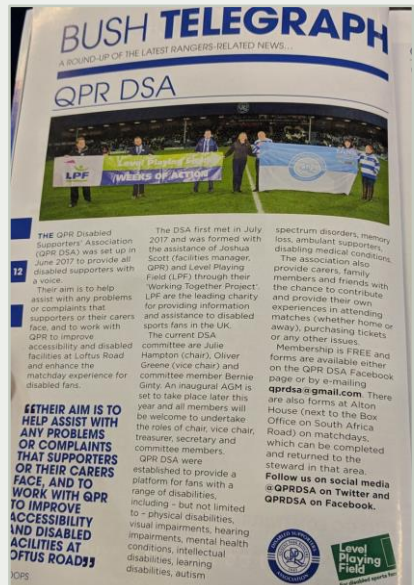 BUSH TELEGRAPH
A ROUND-UP OF THE LATEST RANGERS-RELATED NEWS...
QPR DSA
Level Playing Field
LPF
WEEKS OF ACTION
THE QPR Disabled
Supporters' Association
(QPR DSA) was set up in
June 2017 to provide all
disabled supporters with
a voice.
Their aim is to help
assist with any problems
or complaints that
supporters or their carers
face, and to work with
QPR to improve
accessibility and disabled
facilities at Loftus Road
and enhance the
matchday experience for
disabled fans.
12
"THEIR AIM IS TO
HELP ASSIST WITH
ANY PROBLEMS
OR COMPLAINTS
THAT SUPPORTERS
OR THEIR CARERS
FACE, AND TO
WORK WITH QPR
TO IMPROVE
ACCESSIBILITY
AND DISABLED
FACILITIES AT
LOFTUS ROAD"
The DSA first met in July
2017 and was formed with
the assistance of Joshua
Scott (facilities manager,
QPR) and Level Playing
Field (LPF) through their
'Working Together Project'.
LPF are the leading charity
for providing information
and assistance to disabled
sports fans in the UK.
The current DSA
committee are Julie
Hampton (chair), Oliver
Greene (vice chair) and
committee member Bernie
Ginty. An inaugural AGM is
set to take place later this
year and all members will
be welcome to undertake
the roles of chair, vice chair,
treasurer, secretary and
committee members.
QPR DSA were
established to provide a
platform for fans with a
range of disabilities,
including – but not limited
to – physical disabilities,
visual impairments, hearing
impairments, mental health
conditions, intellectual
disabilities, learning
disabilities, autism
spectrum disorders, memory
loss, ambulant supporters,
disabling medical conditions.
The association also
provide carers, family
members and friends with
the chance to contribute
and provide their own
experiences in attending
matches (whether home or
away), purchasing tickets
or any other issues.
Membership is FREE and
forms are available either
on the QPR DSA Facebook
page or by e-mailing
qprdsa@gmail.com. There
are also forms at Alton
House (next to the Box
Office on South Africa
Road) on matchdays,
which can be completed
and returned to the
steward in that area.
Follow us on social media
@QPRDSA on Twitter and
QPRDSA on Facebook.
Level
Playing
Field
disabled sports fans
OOPS